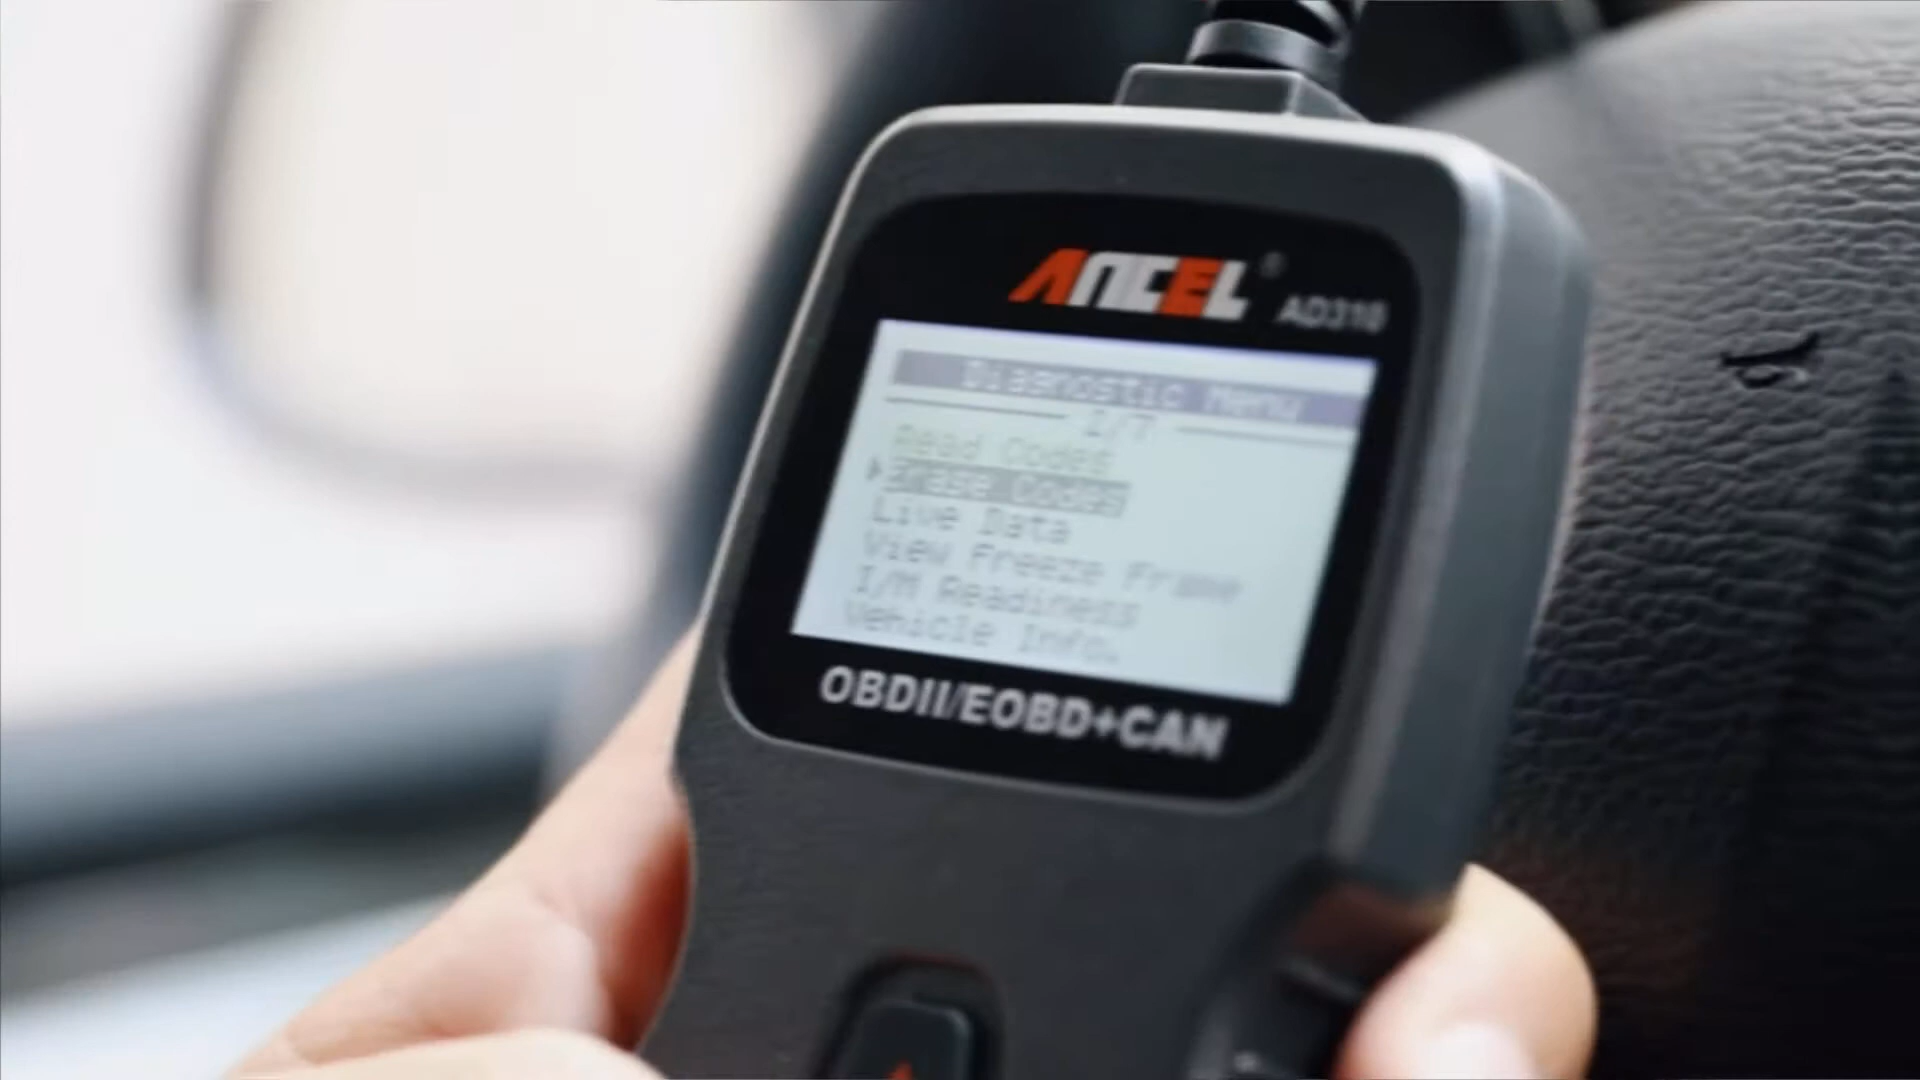 ANCEL®
AD310
Diagnostic Menu
2/7
Read Codes
Erase Codes
Live Data
View Freeze Frame
I/M Readiness
Vehicle Info.
OBDII/EOBD+CAN